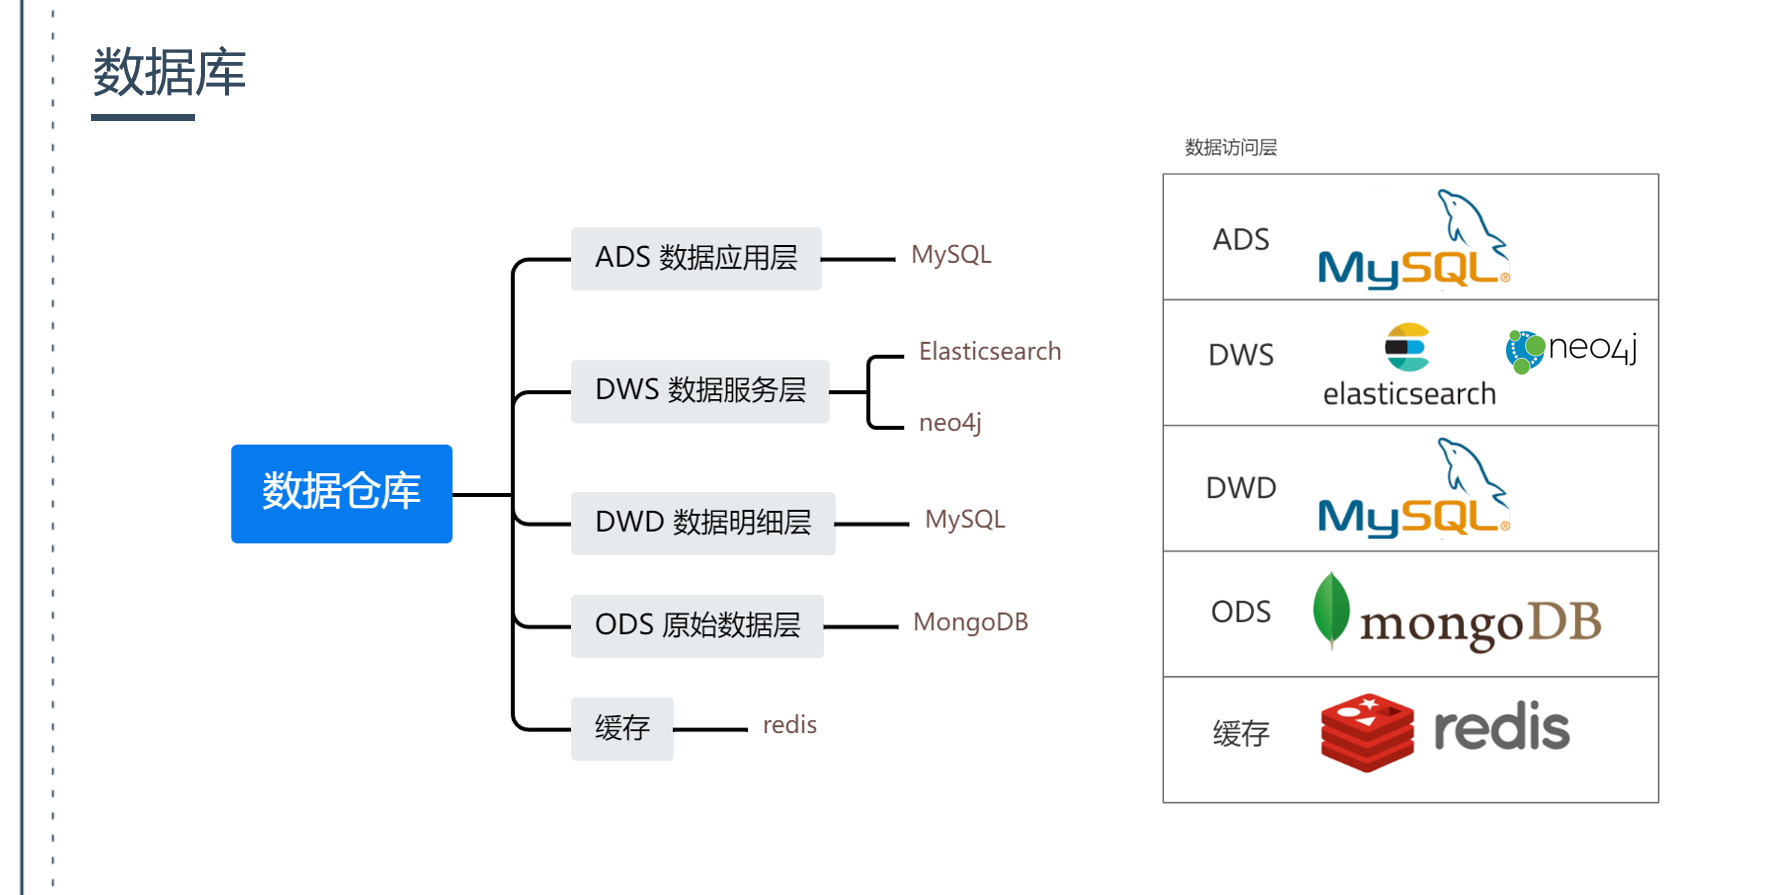 数据库
数据仓库
ADS 数据应用层
MySQL
DWS 数据服务层
Elasticsearch
neo4j
DWD 数据明细层
MySQL
ODS 原始数据层
MongoDB
缓存
redis
数据访问层
ADS
MySQL®
DWS
elasticsearch
neo4j
DWD
MySQL®
ODS
mongoDB
缓存
redis